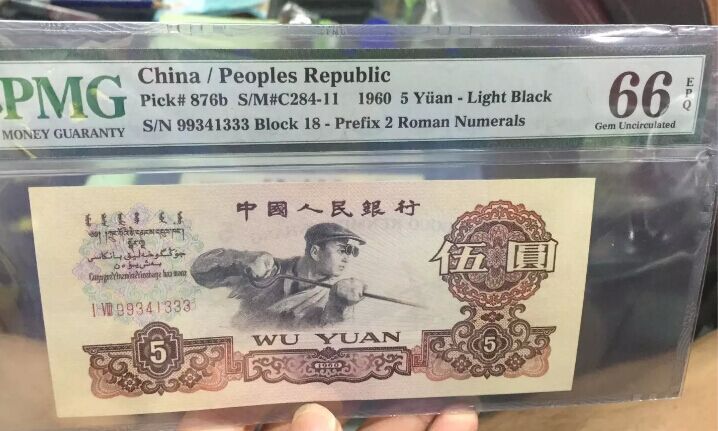 PMG
MONEY GUARANTY
China / Peoples Republic
Pick# 876b S/M#C284-11 1960 5 Yüan - Light Black
S/N 99341333 Block 18 - Prefix 2 Roman Numerals
66
EPQ
Gem Uncirculated
中國人民銀行
伍圓
I VIII 99341333
5
WU YUAN
1960
5